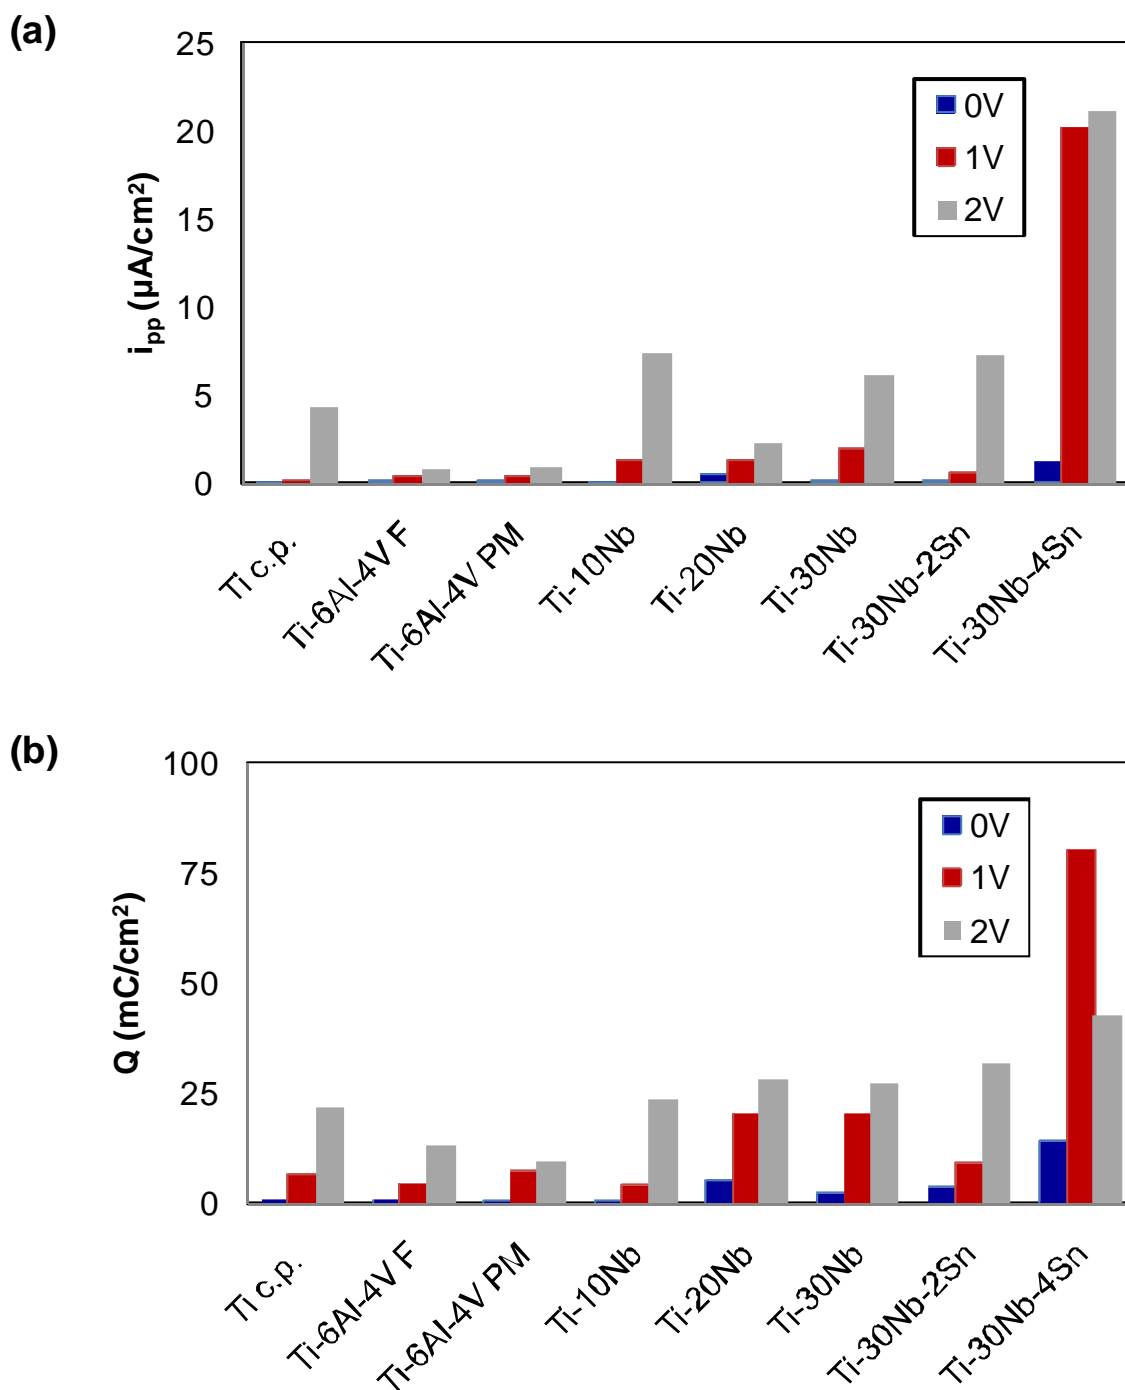 (a)
25
20
15
10
5
0
i_pp (µA/cm²)
0V
1V
2V
Ti c.p.
Ti-6Al-4V F
Ti-6Al-4V PM
Ti-10Nb
Ti-20Nb
Ti-30Nb
Ti-30Nb-2Sn
Ti-30Nb-4Sn
(b)
100
75
50
25
0
Q (mC/cm²)
0V
1V
2V
Ti c.p.
Ti-6Al-4V F
Ti-6Al-4V PM
Ti-10Nb
Ti-20Nb
Ti-30Nb
Ti-30Nb-2Sn
Ti-30Nb-4Sn